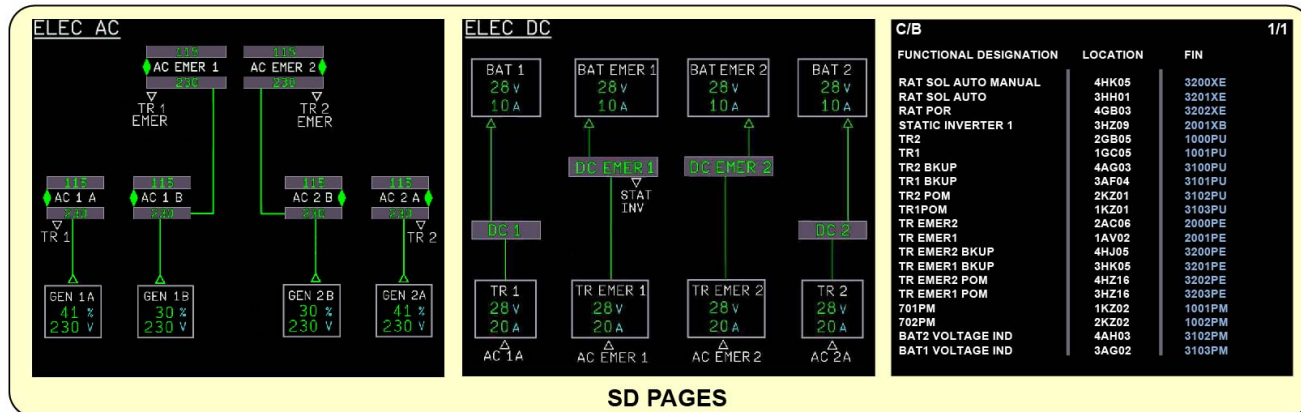 ELEC AC
115
115
AC EMER 1
AC EMER 2
230
230
TR 1
EMER
TR 2
EMER
115
115
115
115
AC 1 A
AC 1 B
AC 2 B
AC 2 A
230
230
230
230
TR 1
TR 2
GEN 1A
41 %
230 V
GEN 1B
30 %
230 V
GEN 2B
30 %
230 V
GEN 2A
41 %
230 V
ELEC DC
BAT 1
28 V
10 A
BAT EMER 1
28 V
10 A
BAT EMER 2
28 V
10 A
BAT 2
28 V
10 A
DC EMER 1
DC EMER 2
STAT
INV
DC 1
DC 2
TR 1
28 V
20 A
TR EMER 1
28 V
20 A
TR EMER 2
28 V
20 A
TR 2
28 V
20 A
AC 1A
AC EMER 1
AC EMER 2
AC 2A
C/B 1/1
FUNCTIONAL DESIGNATION LOCATION FIN
RAT SOL AUTO MANUAL 4HK05 3200XE
RAT SOL AUTO 3HH01 3201XE
RAT POR 4GB03 3202XE
STATIC INVERTER 1 3HZ09 2001XB
TR2 2GB05 1000PU
TR1 1GC05 1001PU
TR2 BKUP 4AG03 3100PU
TR1 BKUP 3AF04 3101PU
TR2 POM 2KZ01 3102PU
TR1POM 1KZ01 3103PU
TR EMER2 2AC06 2000PE
TR EMER1 1AV02 2001PE
TR EMER2 BKUP 4HJ05 3200PE
TR EMER1 BKUP 3HK05 3201PE
TR EMER2 POM 4HZ16 3202PE
TR EMER1 POM 3HZ16 3203PE
701PM 1KZ02 1001PM
702PM 2KZ02 1002PM
BAT2 VOLTAGE IND 4AH03 3102PM
BAT1 VOLTAGE IND 3AG02 3103PM
SD PAGES